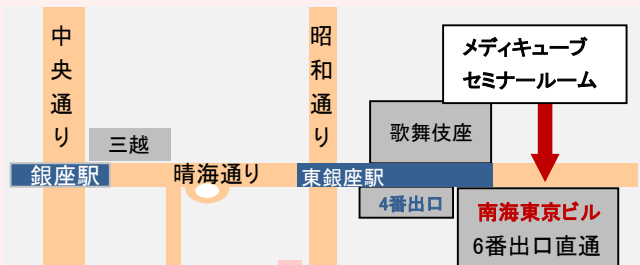 中央通り
昭和通り
メディキューブ
セミナールーム
三越
歌舞伎座
銀座駅
晴海通り
東銀座駅
4番出口
南海東京ビル
6番出口直通